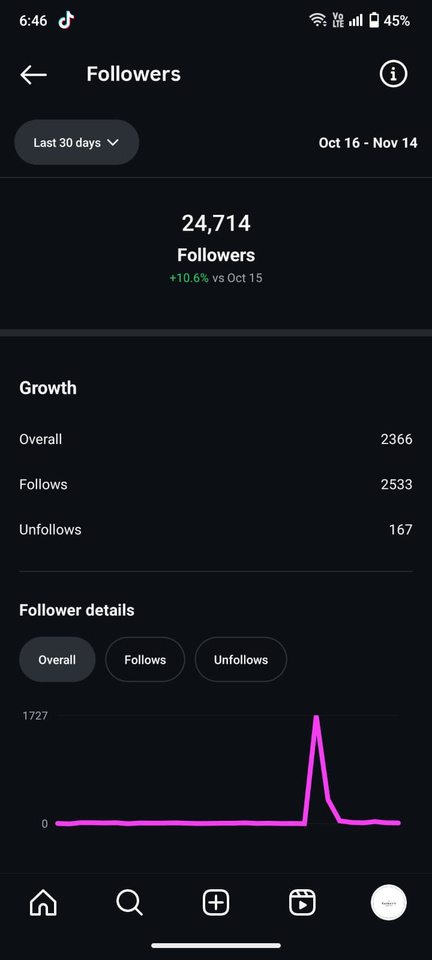 6:46
Vo
LTE
45%
Followers
Last 30 days
Oct 16 - Nov 14
24,714
Followers
+10.6% vs Oct 15
Growth
Overall 2366
Follows 2533
Unfollows 167
Follower details
Overall Follows Unfollows
1727
0